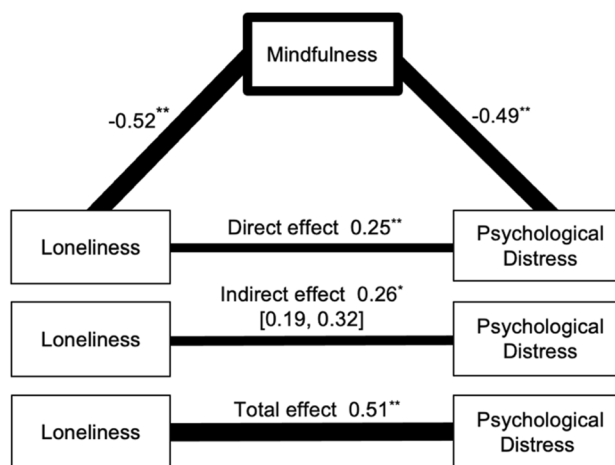 Mindfulness
-0.52**
-0.49**
Loneliness
Direct effect 0.25**
Psychological
Distress
Loneliness
Indirect effect 0.26*
[0.19, 0.32]
Psychological
Distress
Loneliness
Total effect 0.51**
Psychological
Distress